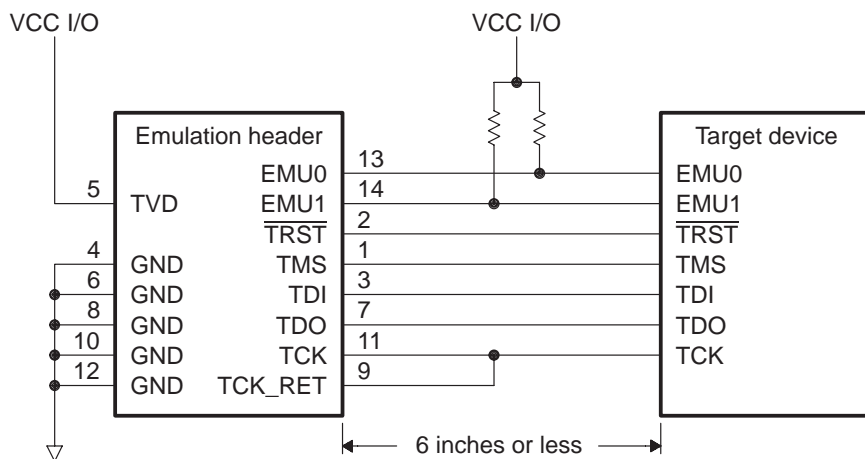 VCC I/O VCC I/O
Emulation header Target device
EMU0 13 EMU0
5 TVD EMU1 14 EMU1
TRST 2 TRST
4 GND TMS 1 TMS
6 GND TDI 3 TDI
8 GND TDO 7 TDO
10 GND TCK 11 TCK
12 GND TCK_RET 9
6 inches or less